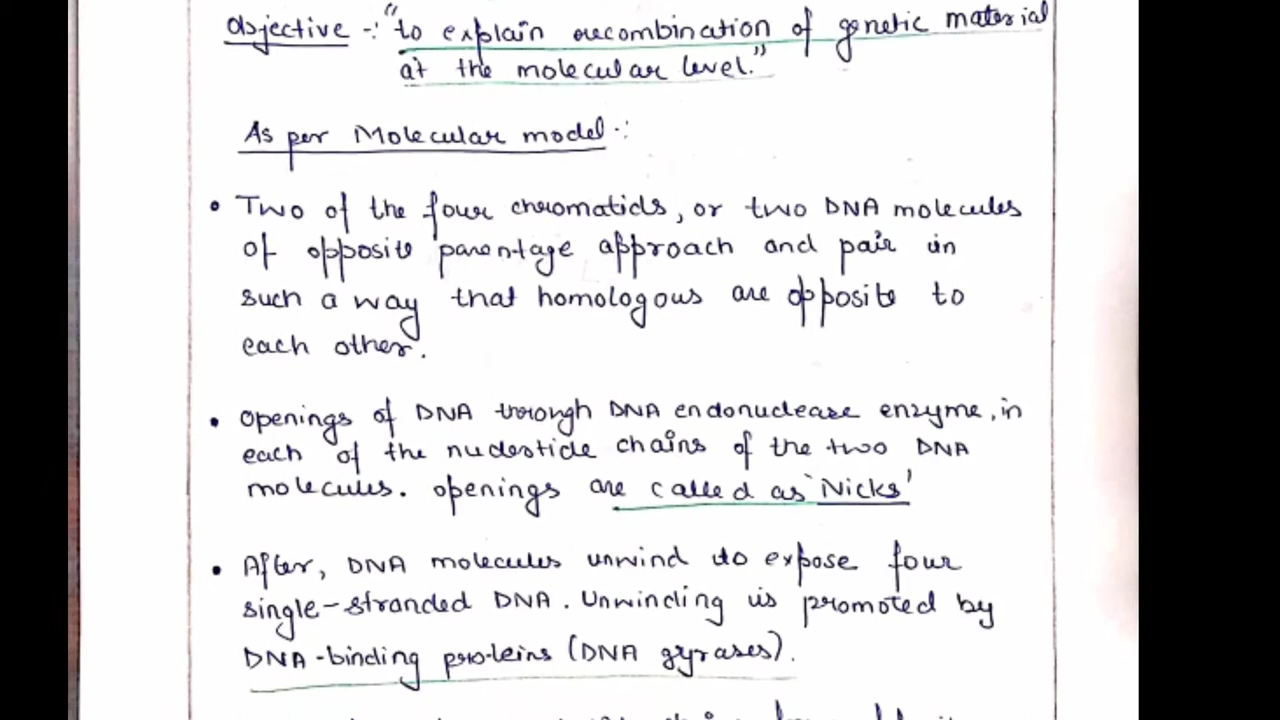 Objective :- "to explain recombination of genetic material
at the molecular level."
As per Molecular model :-
• Two of the four chromatids, or two DNA molecules
of opposite parentage approach and pair in
such a way that homologous are opposite to
each other.
• Openings of DNA through DNA endonuclease enzyme, in
each of the nucleotide chains of the two DNA
molecules. openings are called as 'Nicks'
• After, DNA molecules unwind to expose four
single-stranded DNA. Unwinding is promoted by
DNA-binding proteins (DNA gyrases).